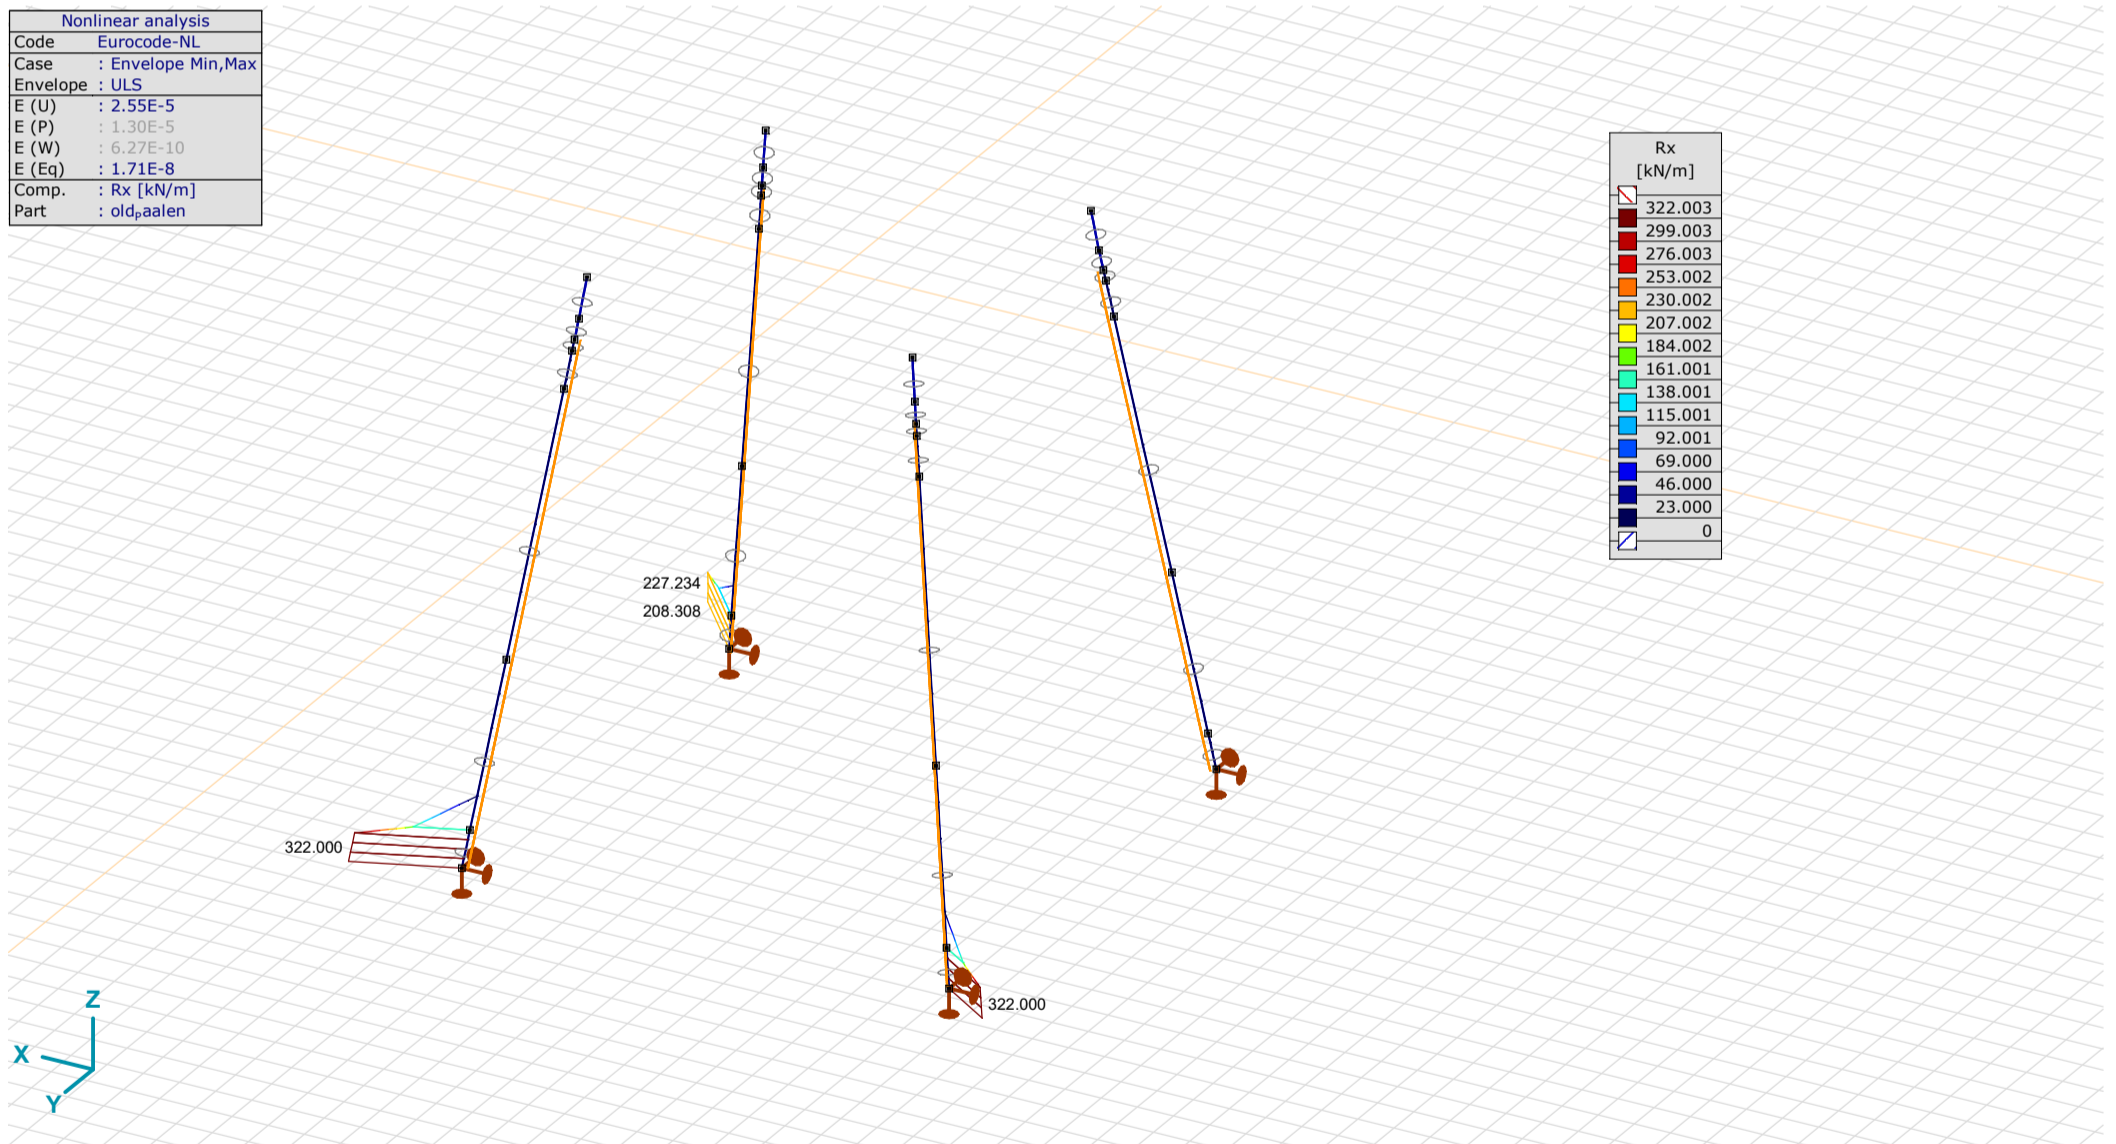 Nonlinear analysis
Code Eurocode-NL
Case : Envelope Min,Max
Envelope : ULS
E (U) : 2.55E-5
E (P) : 1.30E-5
E (W) : 6.27E-10
E (Eq) : 1.71E-8
Comp. : Rx [kN/m]
Part : oldₚaalen
Rx
[kN/m]
322.003
299.003
276.003
253.002
230.002
207.002
184.002
161.001
138.001
115.001
92.001
69.000
46.000
23.000
0
227.234
208.308
322.000
322.000
Z
X
Y